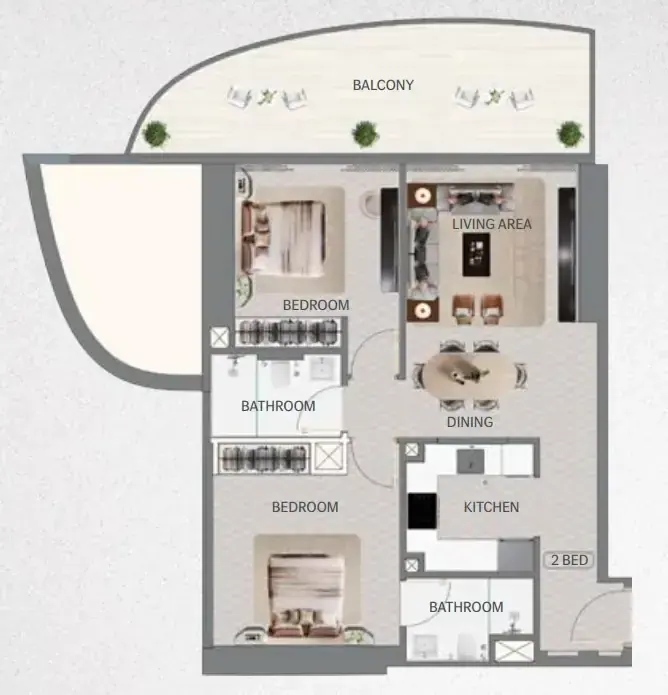 BALCONY
LIVING AREA
BEDROOM
BATHROOM
DINING
BEDROOM
KITCHEN
2 BED
BATHROOM